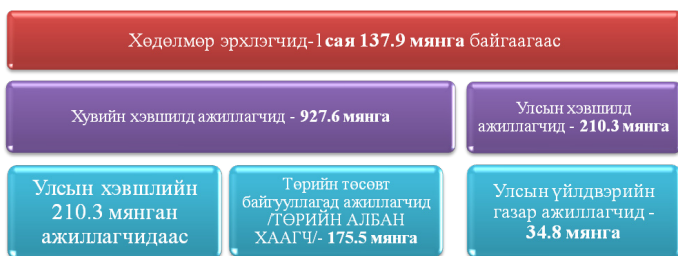 Хөдөлмөр эрхлэгчид-1сая 137.9 мянга байгаагаас
Хувийн хэвшилд ажиллагчид - 927.6 мянга
Улсын хэвшилд
ажиллагчид - 210.3 мянга
Улсын хэвшлийн
210.3 мянган
ажиллагчидаас
Төрийн төсөвт
байгууллагад ажиллагчид
/ТӨРИЙН АЛБАН
ХААГЧ/- 175.5 мянга
Улсын үйлдвэрийн
газар ажиллагчид -
34.8 мянга